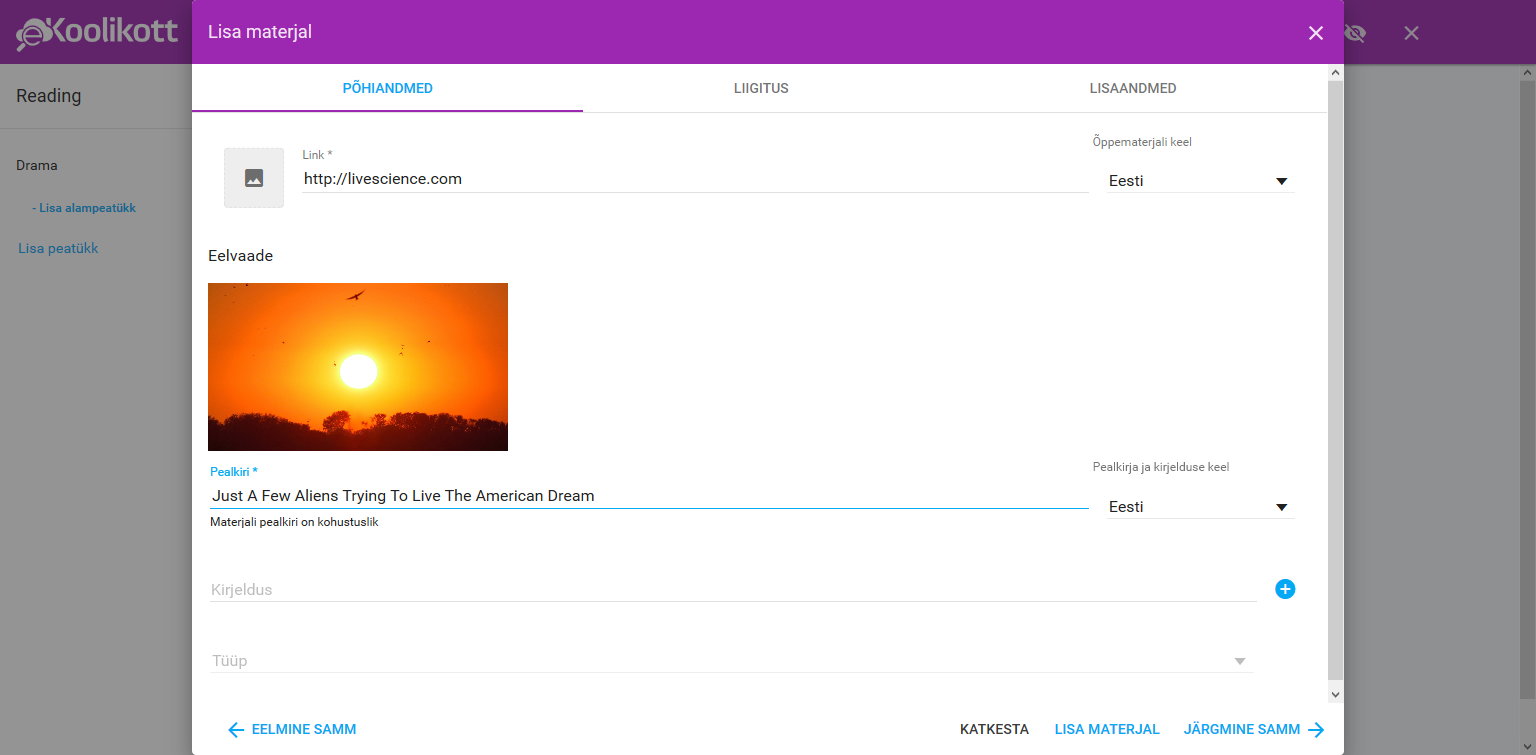 eKoolikott
Lisa materjal
Reading
Drama
- Lisa alampeatükk
Lisa peatükk
PÕHIANDMED
LIIGITUS
LISAANDMED
Link *
http://livescience.com
Õppematerjali keel
Eesti
Eelvaade
Pealkiri *
Just A Few Aliens Trying To Live The American Dream
Materjali pealkiri on kohustuslik
Pealkirja ja kirjelduse keel
Eesti
Kirjeldus
Tüüp
EELMINE SAMM
KATKESTA
LISA MATERJAL
JÄRGMINE SAMM